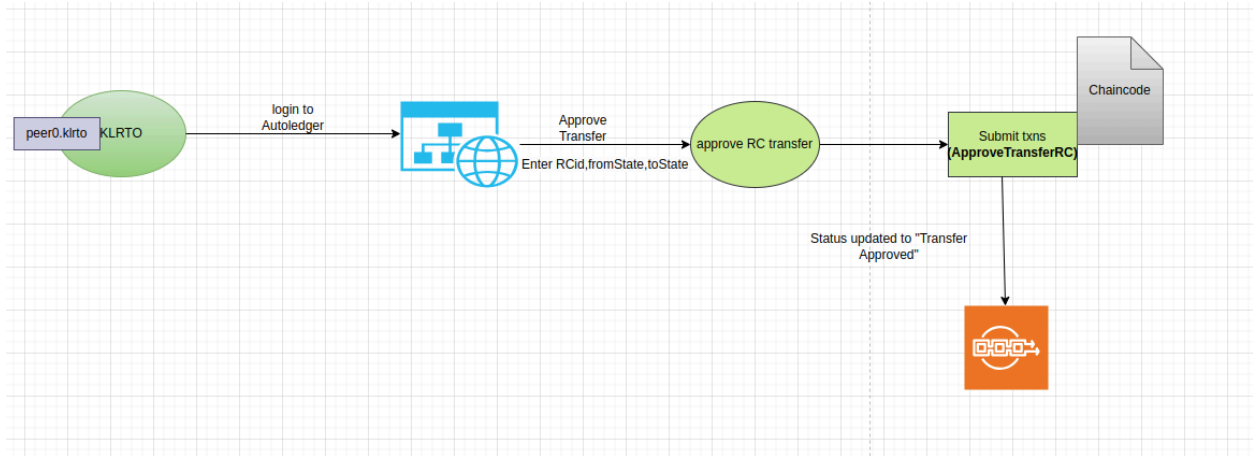 peer0.klrto
KLRTO
login to
Autoledger
Approve
Transfer
Enter RCid,fromState,toState
approve RC transfer
Submit txns
(ApproveTransferRC)
Chaincode
Status updated to "Transfer
Approved"